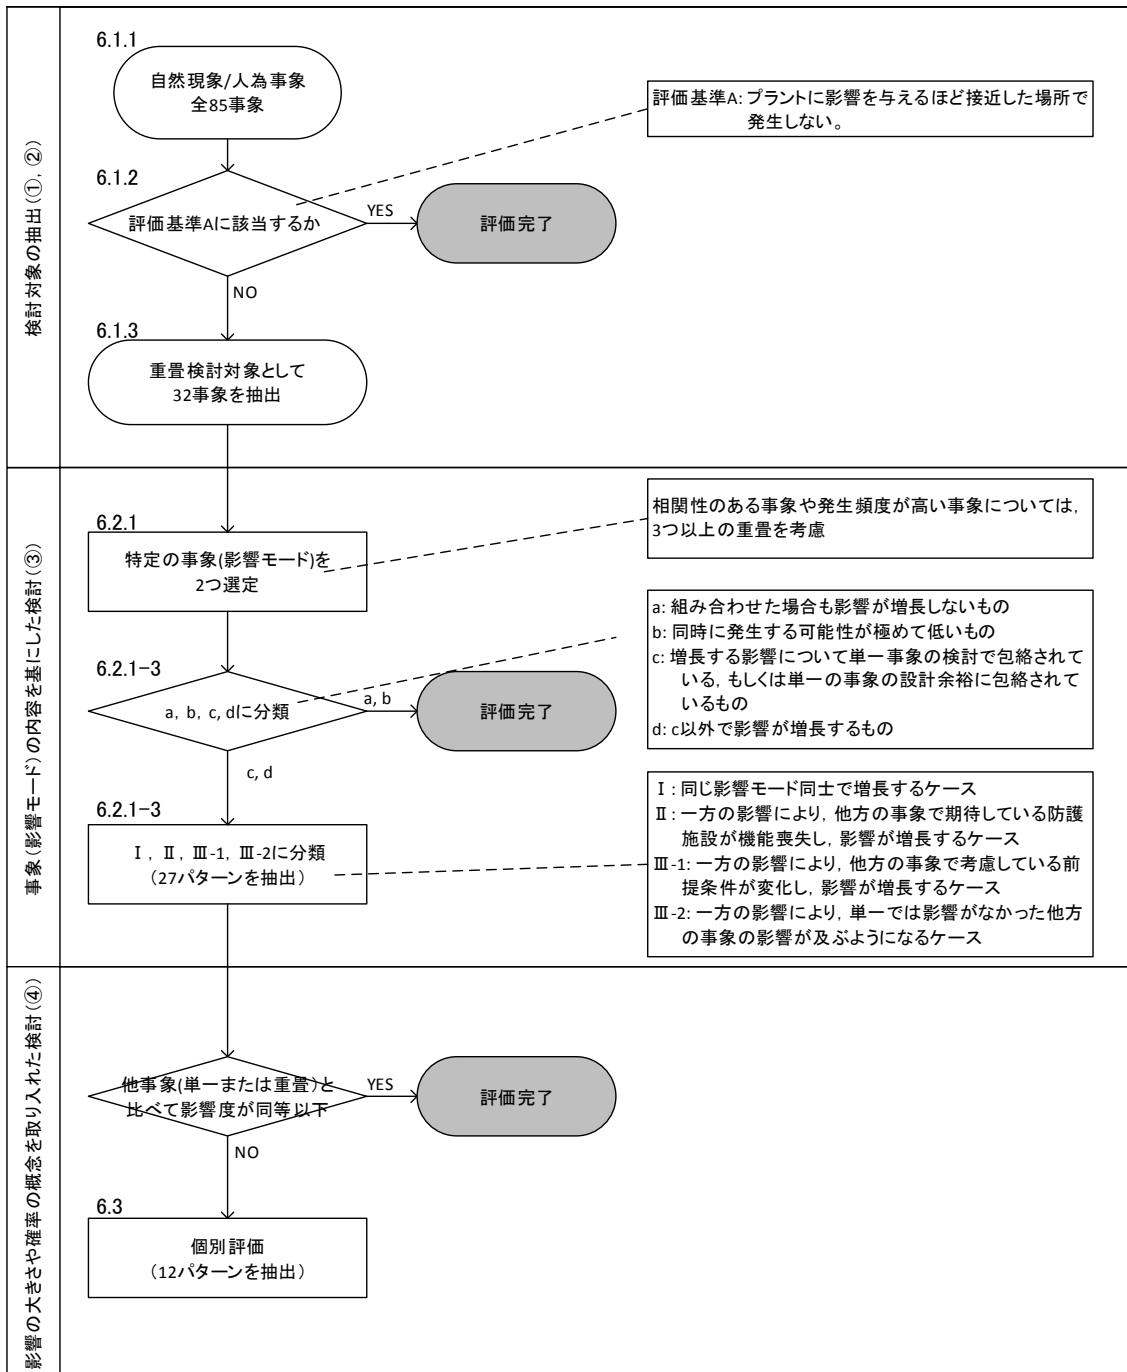 検討対象の抽出(①, ②)
6.1.1
自然現象/人為事象
全85事象
評価基準A: プラントに影響を与えるほど接近した場所で
発生しない。
6.1.2
評価基準Aに該当するか
YES
評価完了
NO
6.1.3
重畳検討対象として
32事象を抽出
事象(影響モード)の内容を基にした検討(③)
6.2.1
特定の事象(影響モード)を
2つ選定
相関性のある事象や発生頻度が高い事象については,
3つ以上の重畳を考慮
6.2.1-3
a, b, c, dに分類
a, b
評価完了
c, d
a: 組み合わせた場合も影響が増長しないもの
b: 同時に発生する可能性が極めて低いもの
c: 増長する影響について単一事象の検討で包絡されて
いる, もしくは単一の事象の設計余裕に包絡されて
いるもの
d: c以外で影響が増長するもの
6.2.1-3
Ⅰ, Ⅱ, Ⅲ-1, Ⅲ-2に分類
(27パターンを抽出)
Ⅰ: 同じ影響モード同士で増長するケース
Ⅱ: 一方の影響により, 他方の事象で期待している防護
施設が機能喪失し, 影響が増長するケース
Ⅲ-1: 一方の影響により, 他方の事象で考慮している前
提条件が変化し, 影響が増長するケース
Ⅲ-2: 一方の影響により, 単一では影響がなかった他方
の事象の影響が及ぶようになるケース
影響の大きさや確率の概念を取り入れた検討(④)
他事象(単一または重畳)と
比べて影響度が同等以下
YES
評価完了
NO
6.3
個別評価
(12パターンを抽出)